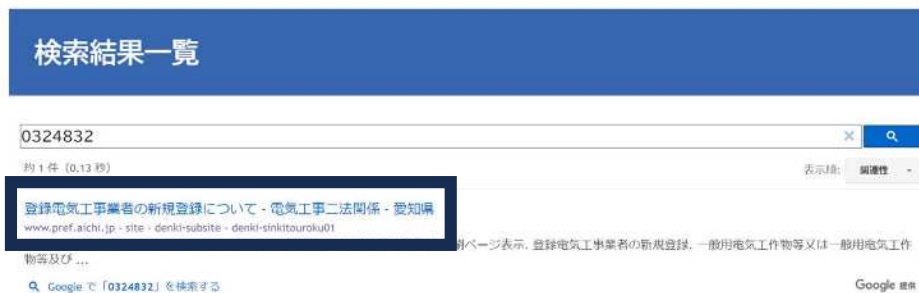 検索結果一覧
0324832
約 1 件 (0.13 秒)
表示順: 関連性
登録電気工事業者の新規登録について - 電気工事二法関係 - 愛知県
www.pref.aichi.jp › site › denki-subsite › denki-sinkitouroku01
ページ表示. 登録電気工事業者の新規登録. 一般用電気工作物等又は一般用電気工作
物等及び ...
Google で「0324832」を検索する
Google 提供